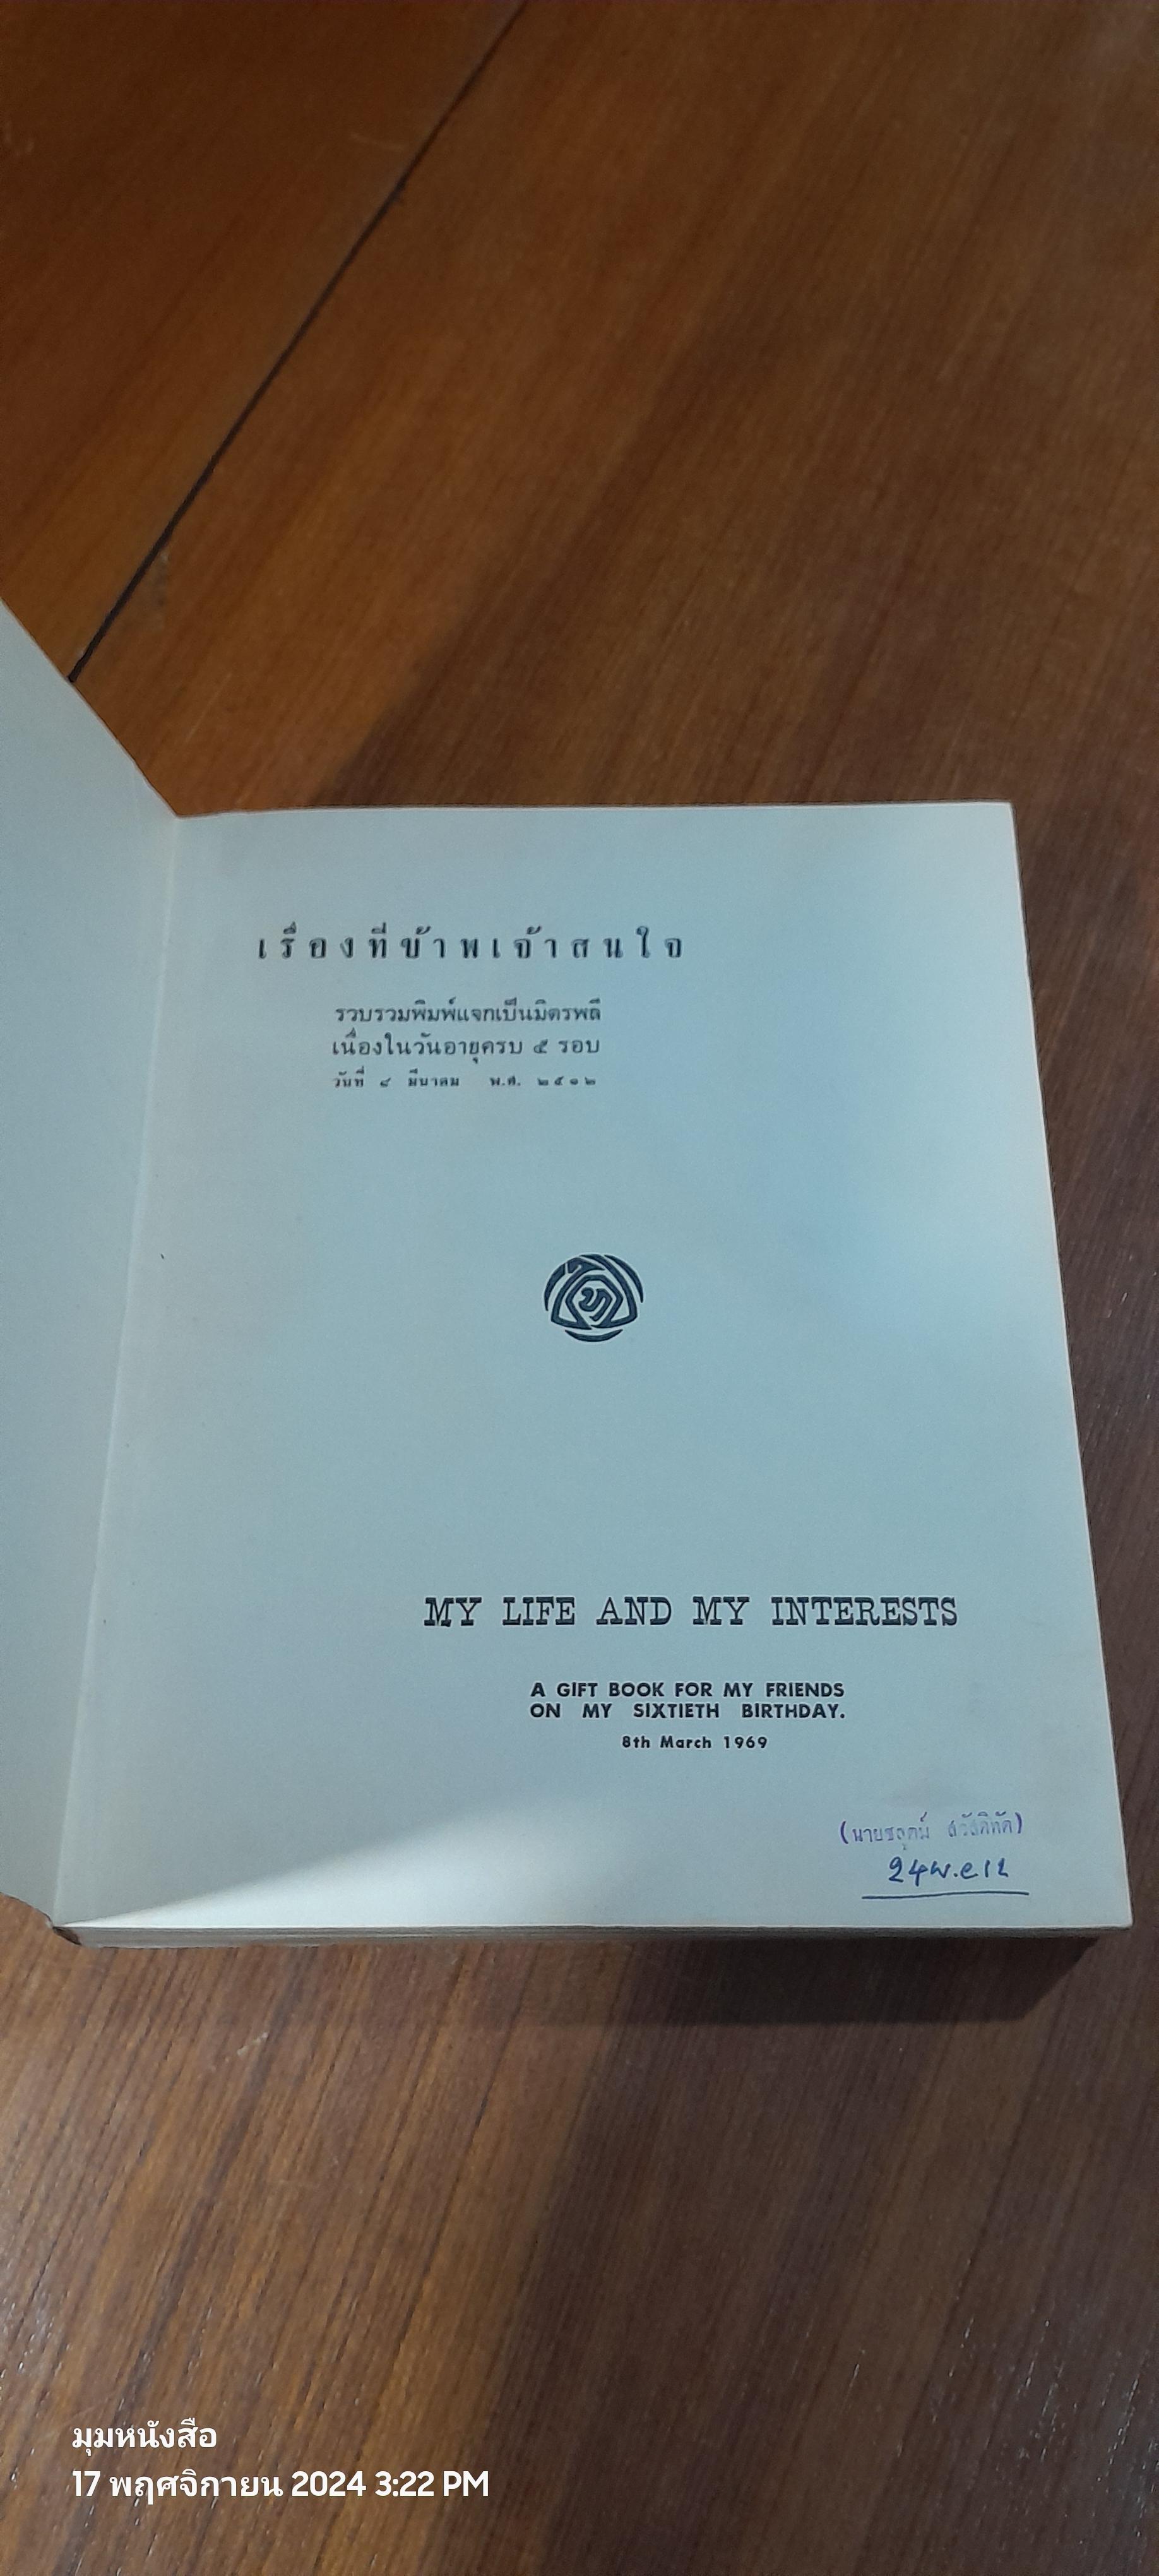 เรื่องที่ข้าพเจ้าสนใจ
รวบรวมพิมพ์แจกเป็นมิตรพลี
เนื่องในวันอายุครบ ๕ รอบ
วันที่ ๘ มีนาคม พ.ศ. ๒๕๑๒
MY LIFE AND MY INTERESTS
A GIFT BOOK FOR MY FRIENDS
ON MY SIXTIETH BIRTHDAY.
8th March 1969
มุมหนังสือ
17 พฤศจิกายน 2024 3:22 PM